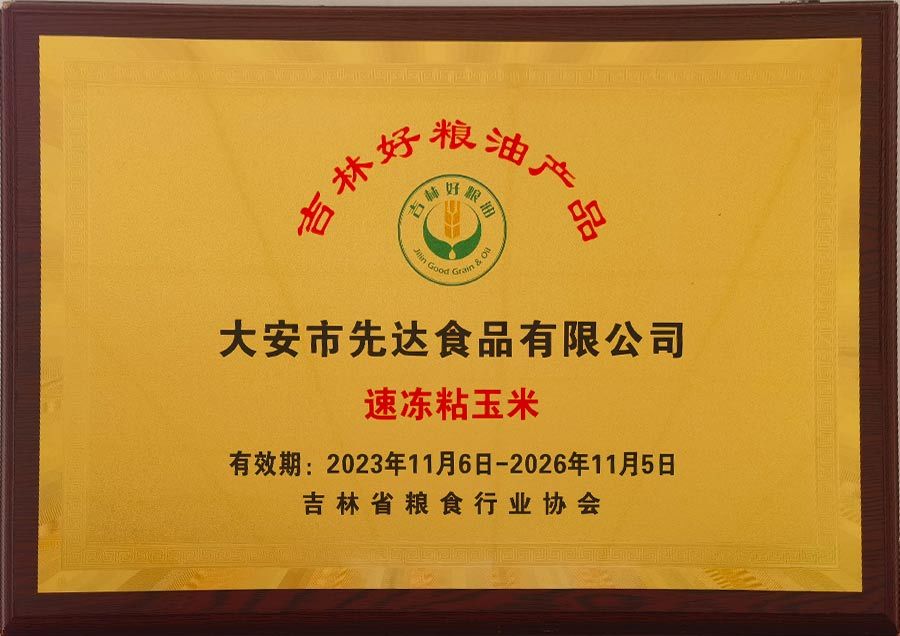 吉林好粮油产品
吉林好粮油
Jilin Good Grain & Oil
大安市先达食品有限公司
速冻粘玉米
有效期：2023年11月6日-2026年11月5日
吉林省粮食行业协会